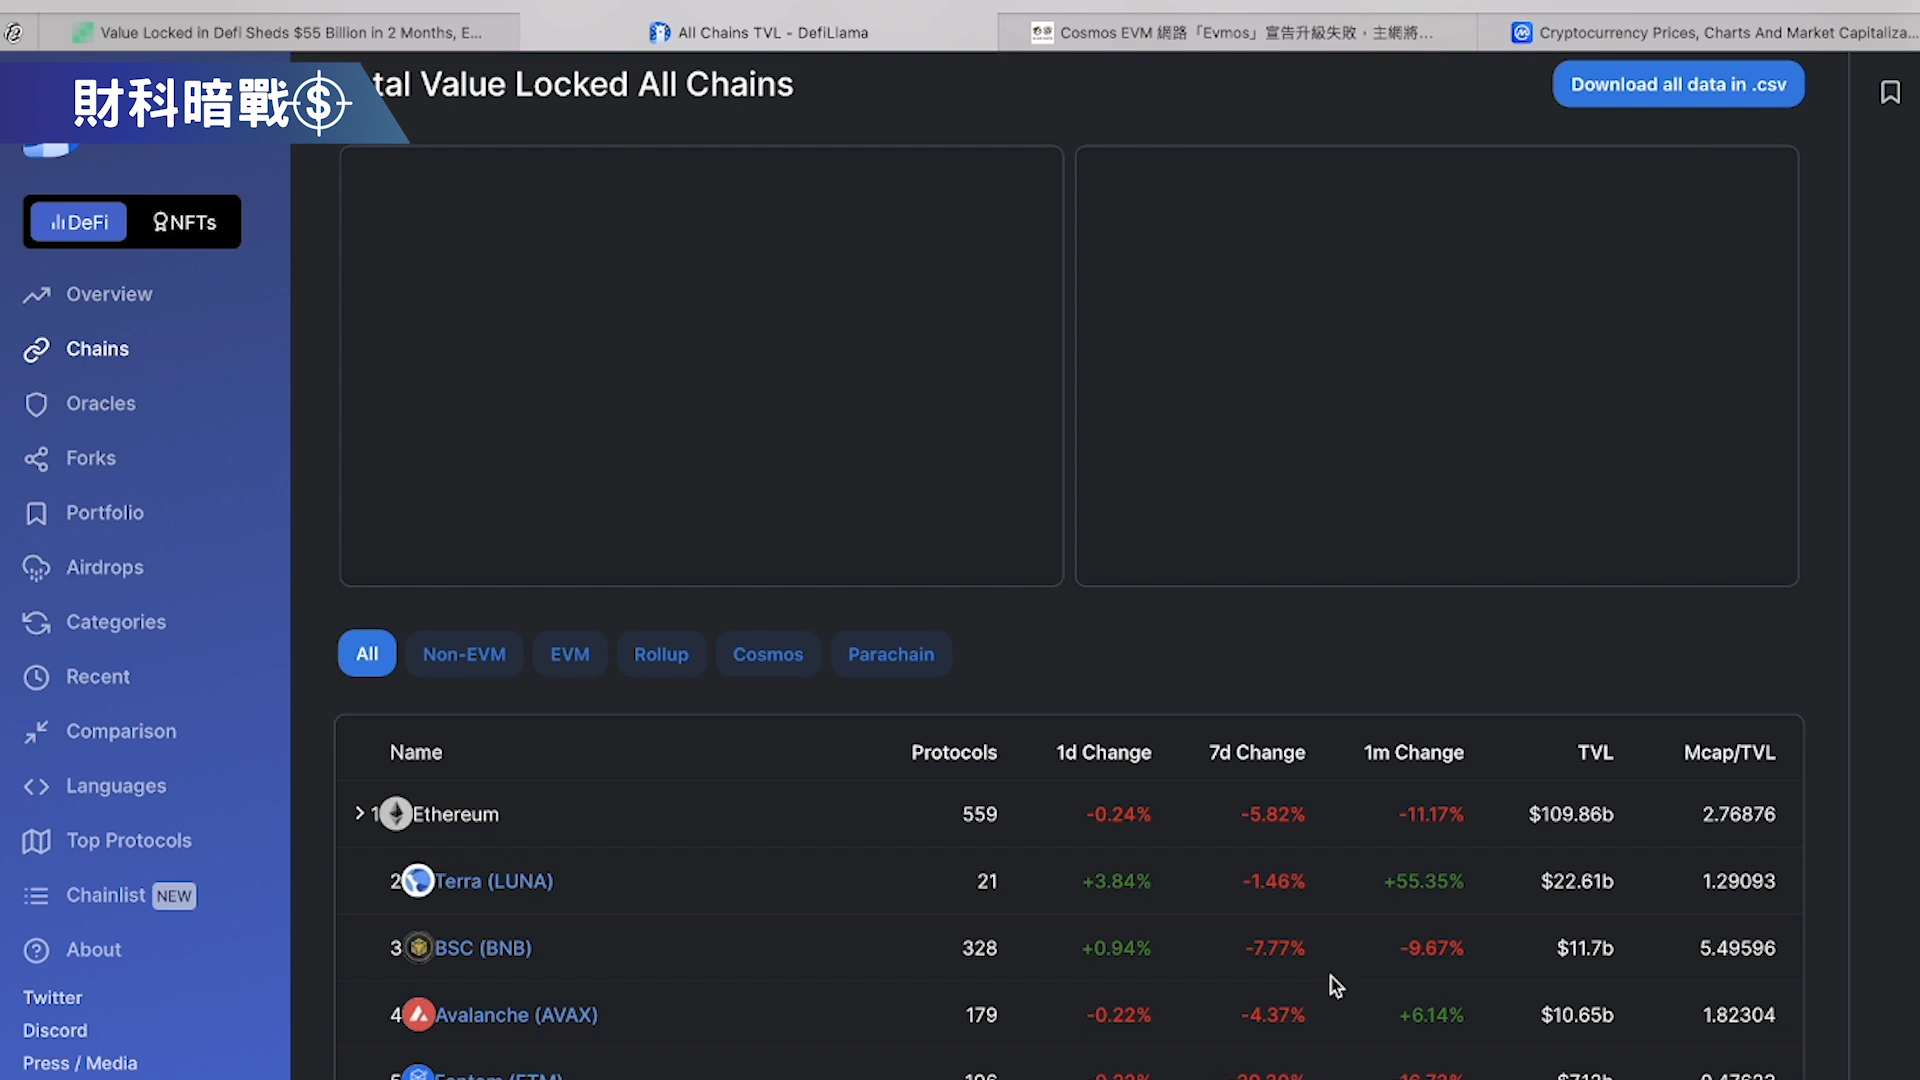 Value Locked in Defi Sheds $55 Billion in 2 Months, E...
All Chains TVL - DefiLlama
Cosmos EVM 網路「Evmos」宣告升級失敗，主網將...
Cryptocurrency Prices, Charts And Market Capitaliza...
財科暗戰
tal Value Locked All Chains
Download all data in .csv
DeFi
NFTs
Overview
Chains
Oracles
Forks
Portfolio
Airdrops
Categories
Recent
Comparison
Languages
Top Protocols
Chainlist NEW
About
Twitter
Discord
Press / Media
All
Non-EVM
EVM
Rollup
Cosmos
Parachain
Name Protocols 1d Change 7d Change 1m Change TVL Mcap/TVL
1 Ethereum 559 -0.24% -5.82% -11.17% $109.86b 2.76876
2 Terra (LUNA) 21 +3.84% -1.46% +55.35% $22.61b 1.29093
3 BSC (BNB) 328 +0.94% -7.77% -9.67% $11.7b 5.49596
4 Avalanche (AVAX) 179 -0.22% -4.37% +6.14% $10.65b 1.82304